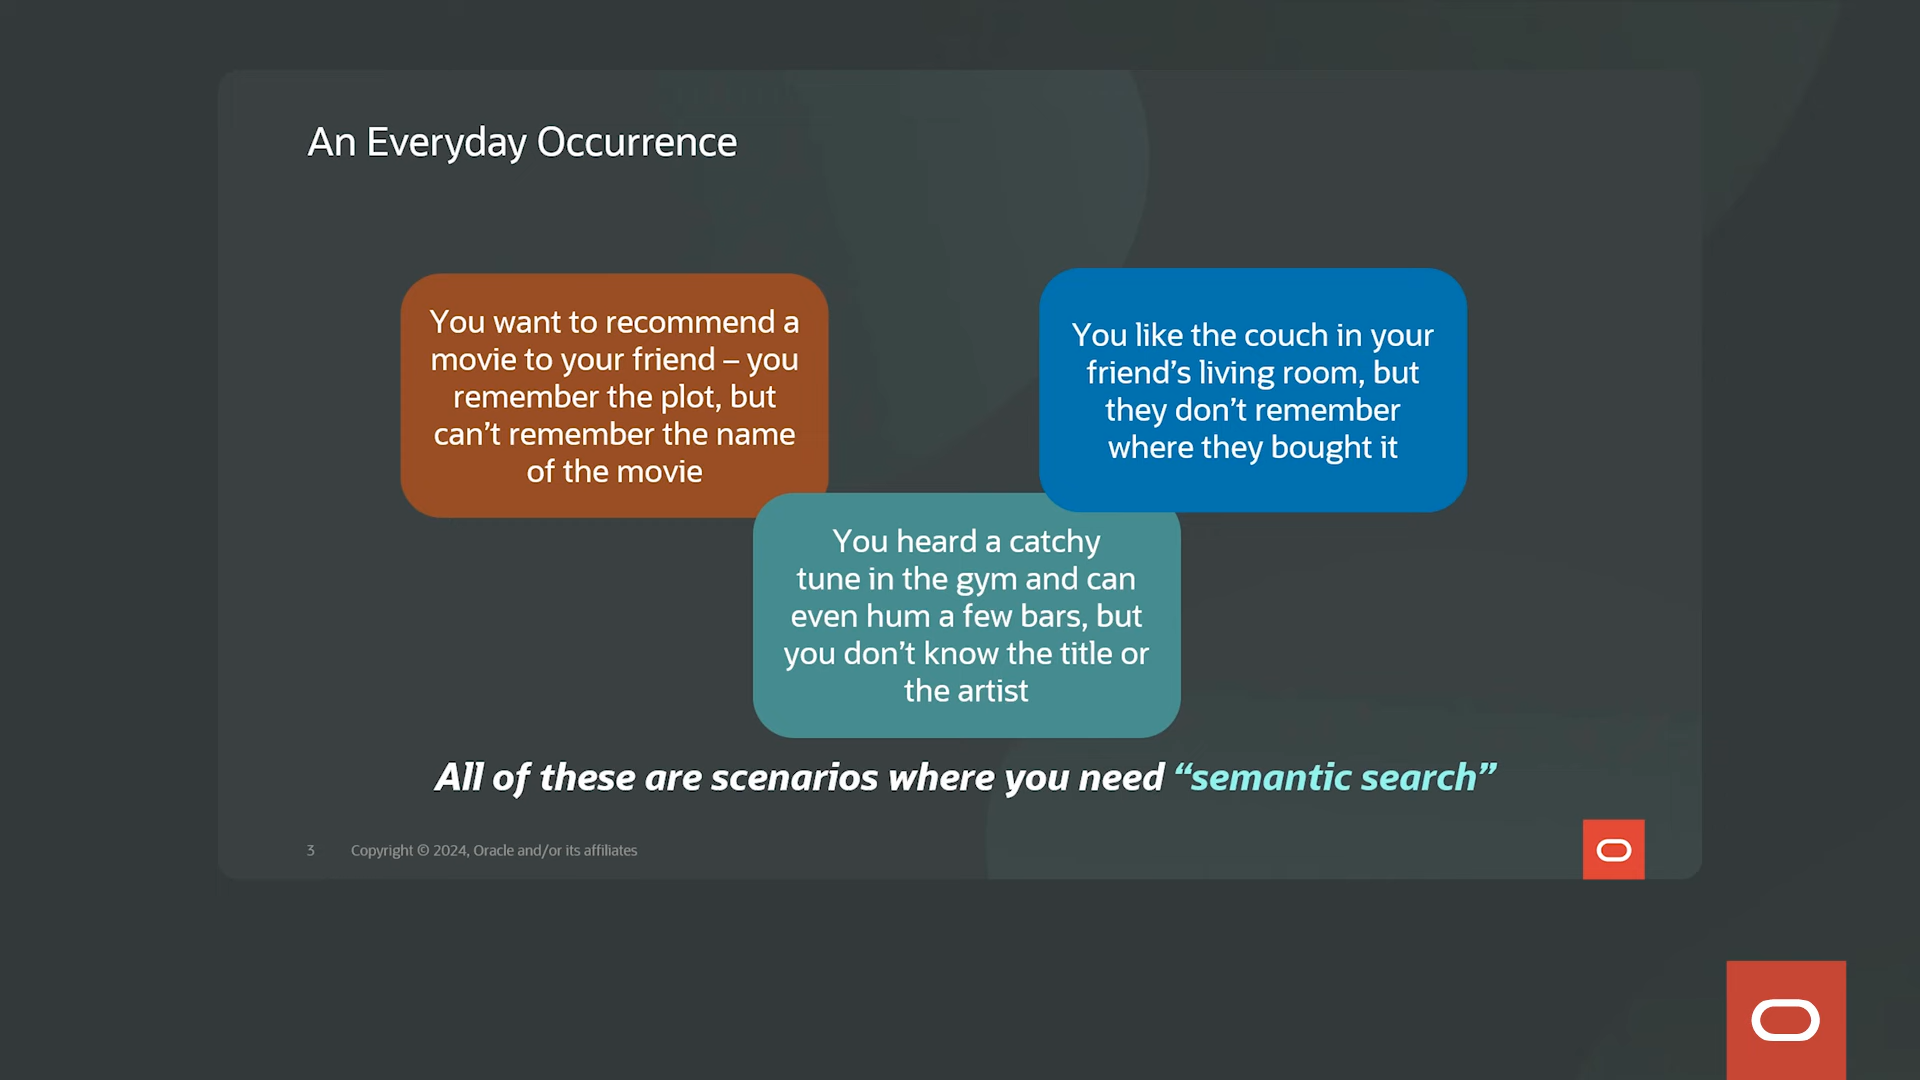 An Everyday Occurrence
You want to recommend a
movie to your friend – you
remember the plot, but
can’t remember the name
of the movie
You like the couch in your
friend’s living room, but
they don’t remember
where they bought it
You heard a catchy
tune in the gym and can
even hum a few bars, but
you don’t know the title or
the artist
All of these are scenarios where you need “semantic search”
3 Copyright © 2024, Oracle and/or its affiliates